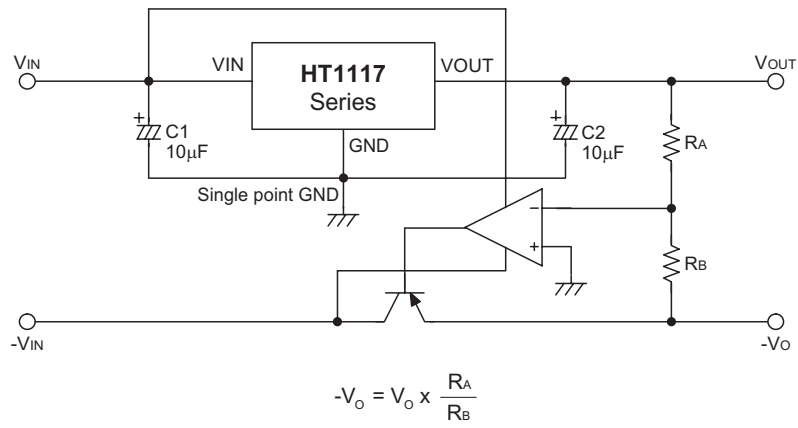 VIN
VIN
HT1117
Series
VOUT
VOUT
+
C1
10μF
GND
+
C2
10μF
RA
Single point GND
−
+
RB
-VIN
-VO
-VO = VO x RA
RB